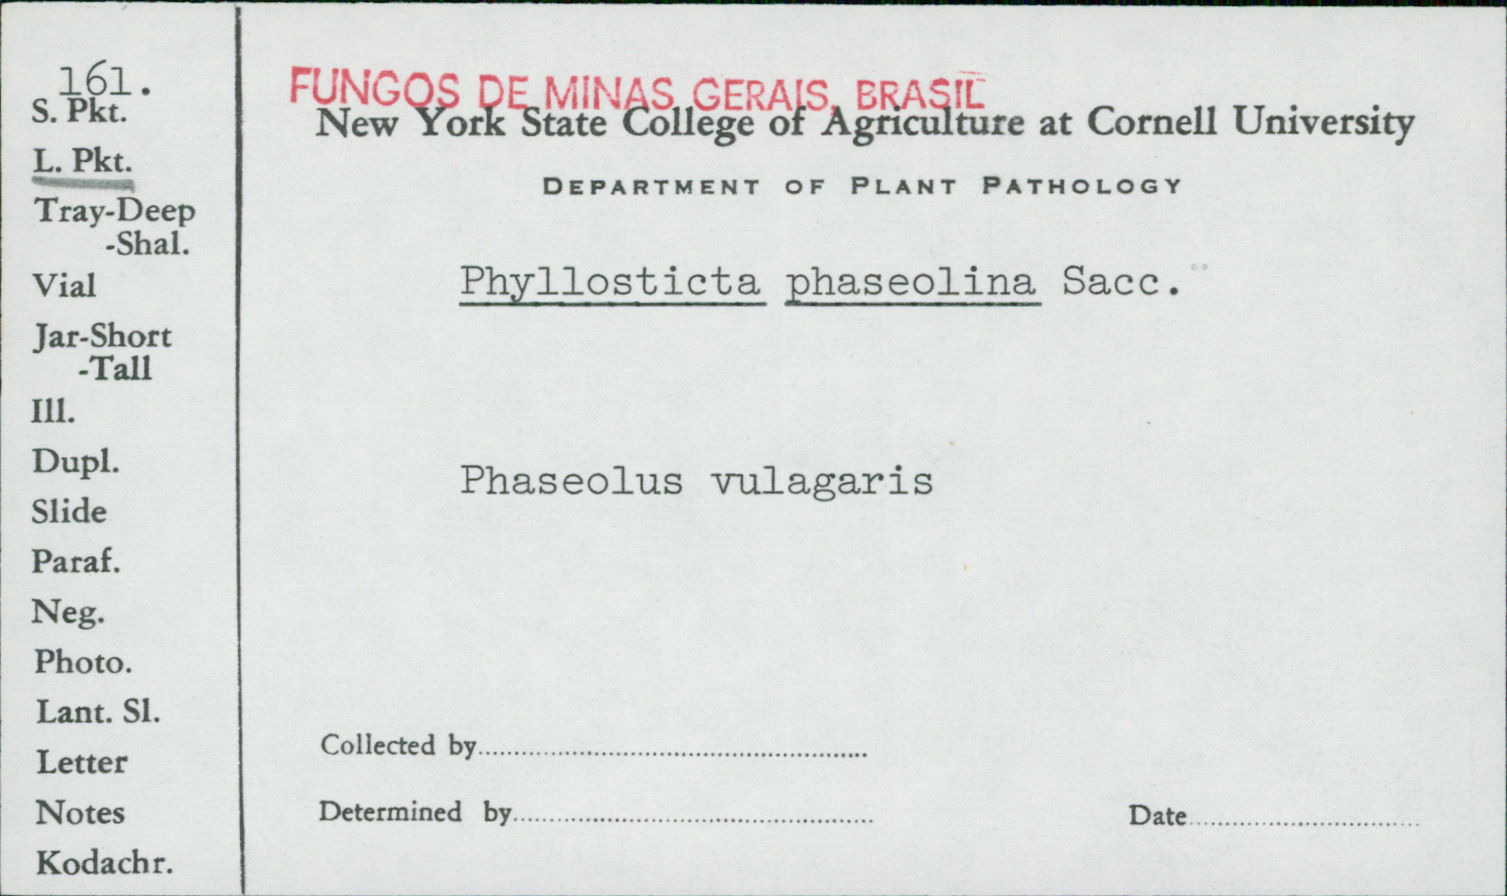 161.
S. Pkt.
L. Pkt.
Tray-Deep
-Shal.
Vial
Jar-Short
-Tall
Ill.
Dupl.
Slide
Paraf.
Neg.
Photo.
Lant. Sl.
Letter
Notes
Kodachr.
FUNGOS DE MINAS GERAIS, BRASIL
New York State College of Agriculture at Cornell University
DEPARTMENT OF PLANT PATHOLOGY
Phyllosticta phaseolina Sacc.
Phaseolus vulagaris
Collected by
Determined by
Date